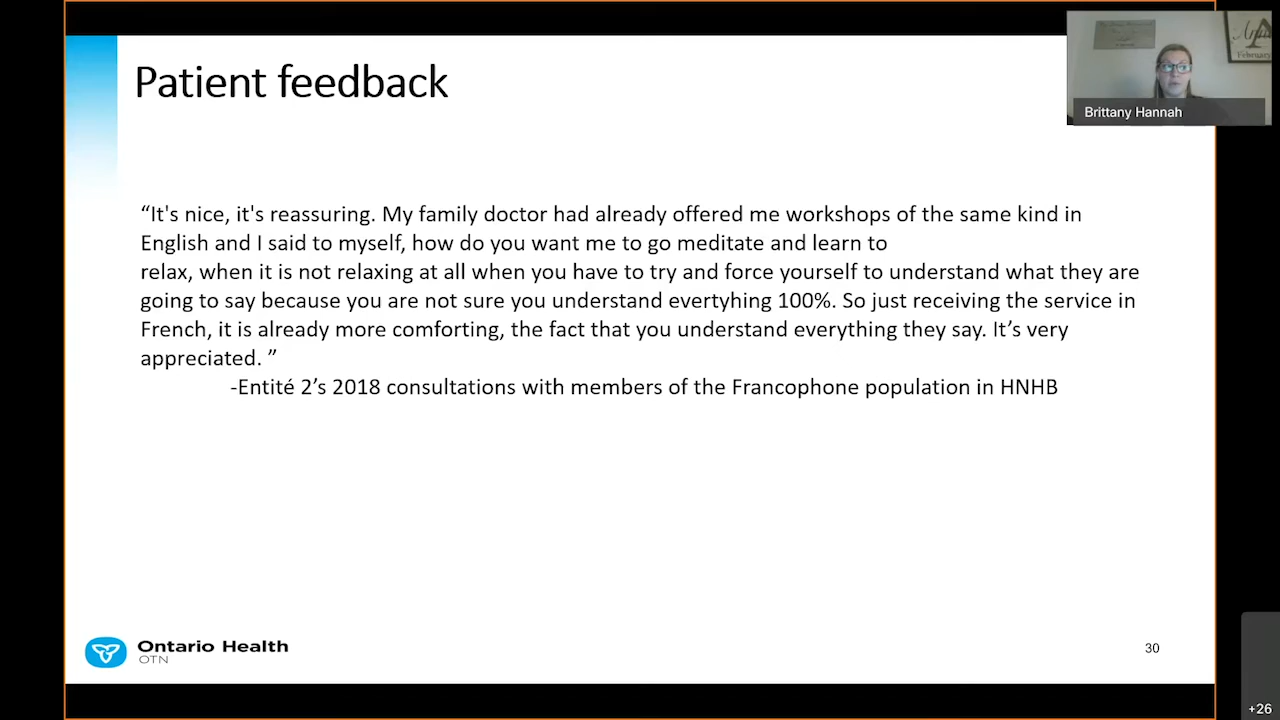 Patient feedback
“It's nice, it's reassuring. My family doctor had already offered me workshops of the same kind in
English and I said to myself, how do you want me to go meditate and learn to
relax, when it is not relaxing at all when you have to try and force yourself to understand what they are
going to say because you are not sure you understand evertyhing 100%. So just receiving the service in
French, it is already more comforting, the fact that you understand everything they say. It’s very
appreciated. ”
-Entité 2’s 2018 consultations with members of the Francophone population in HNHB
Ontario Health
OTN
30
Brittany Hannah
February
+26